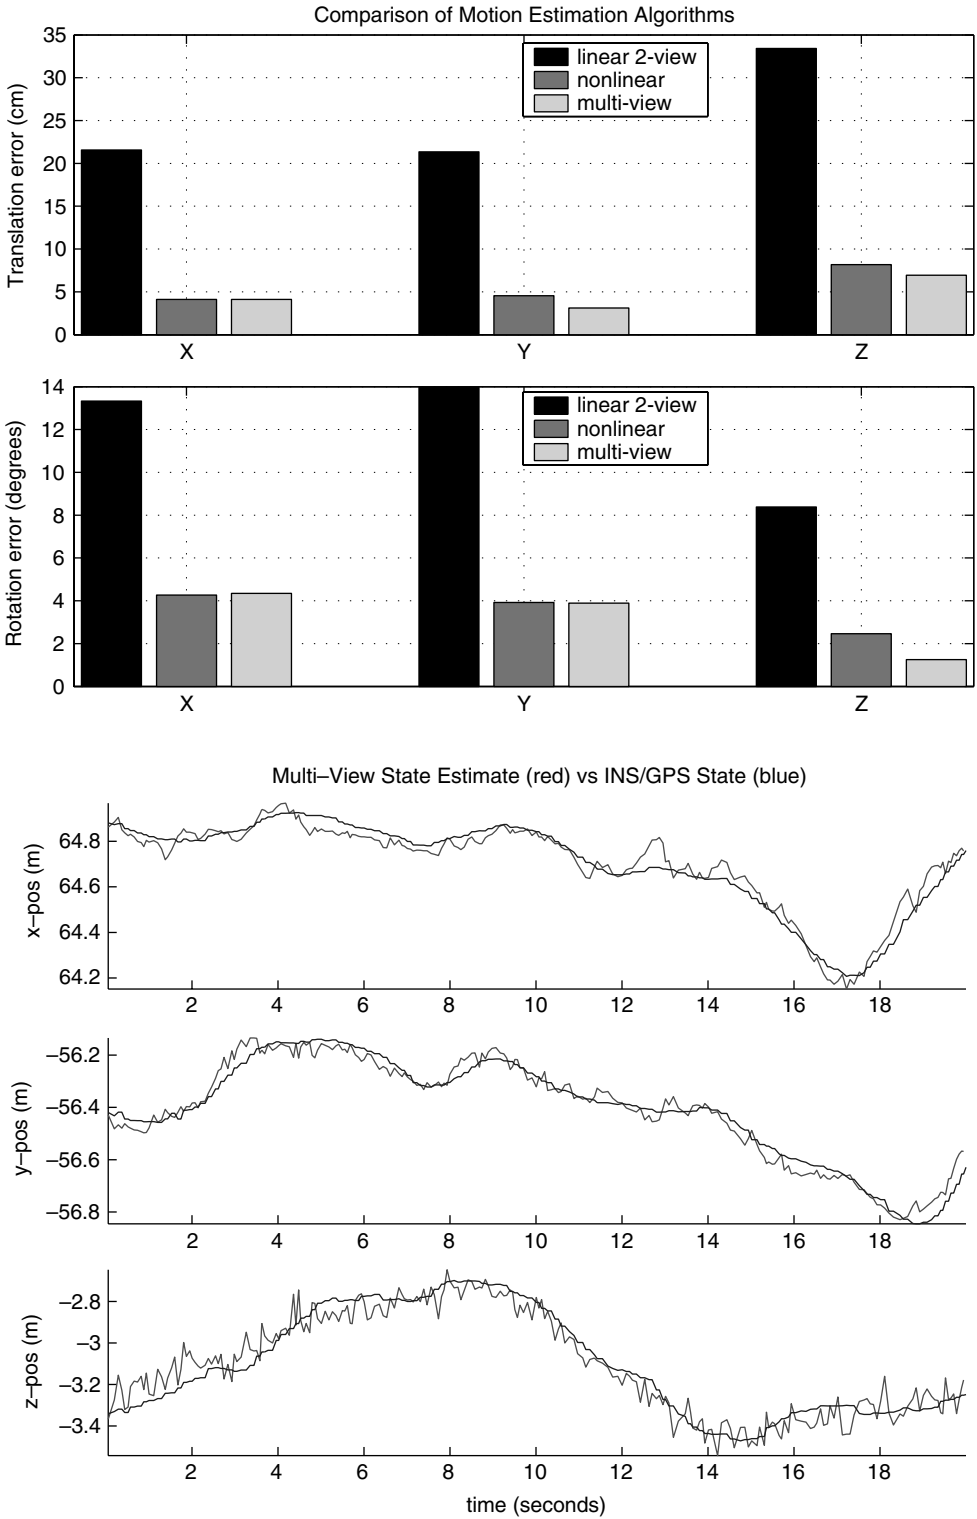 Comparison of Motion Estimation Algorithms
Translation error (cm)
35
30
25
20
15
10
5
0
linear 2-view
nonlinear
multi-view
X Y Z
Rotation error (degrees)
14
12
10
8
6
4
2
0
linear 2-view
nonlinear
multi-view
X Y Z
Multi–View State Estimate (red) vs INS/GPS State (blue)
x–pos (m)
64.8
64.6
64.4
64.2
2 4 6 8 10 12 14 16 18
y–pos (m)
–56.2
–56.4
–56.6
–56.8
2 4 6 8 10 12 14 16 18
z–pos (m)
–2.8
–3
–3.2
–3.4
2 4 6 8 10 12 14 16 18
time (seconds)